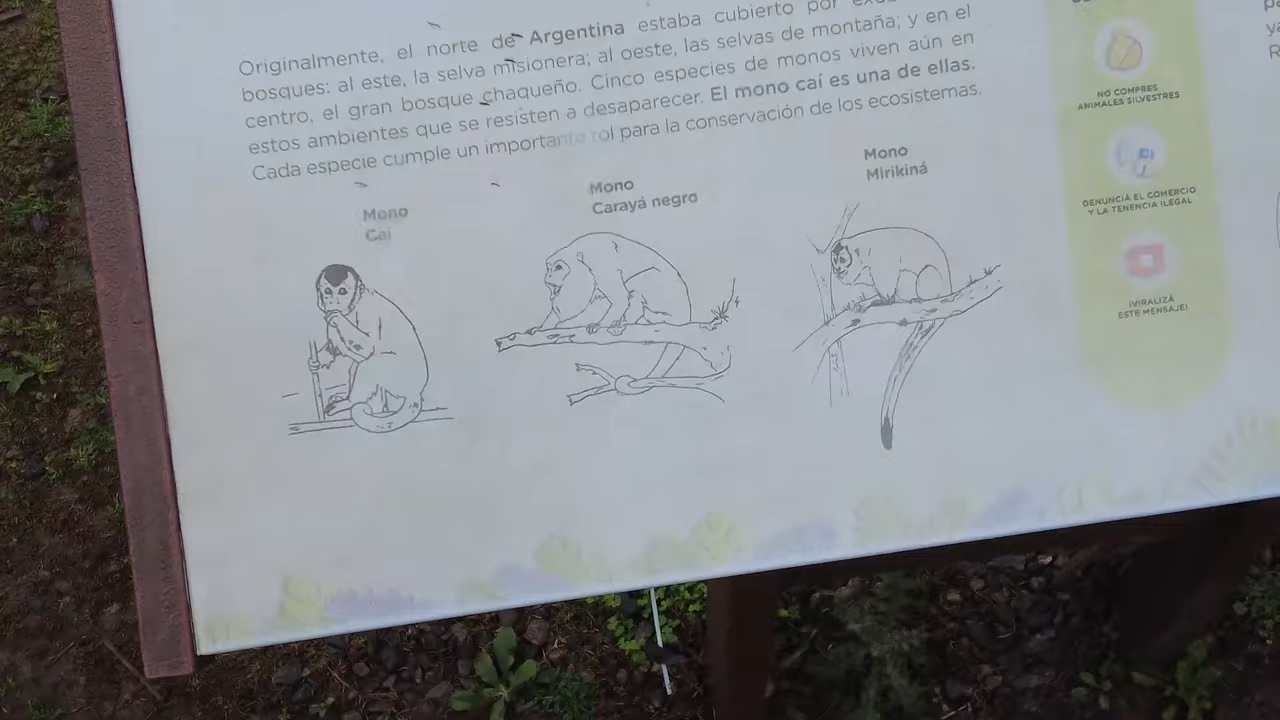 Originalmente, el norte de Argentina estaba cubierto por
bosques: al este, la selva misionera; al oeste, las selvas de montaña; y en el
centro, el gran bosque chaqueño. Cinco especies de monos viven aún en
estos ambientes que se resisten a desaparecer. El mono caí es una de ellas.
Cada especie cumple un importante rol para la conservación de los ecosistemas.
Mono
Caí
Mono
Carayá negro
Mono
Mirikiná
NO COMPRES
ANIMALES SILVESTRES
DENUNCIÁ EL COMERCIO
Y LA TENENCIA ILEGAL
¡VIRALIZÁ
ESTE MENSAJE!